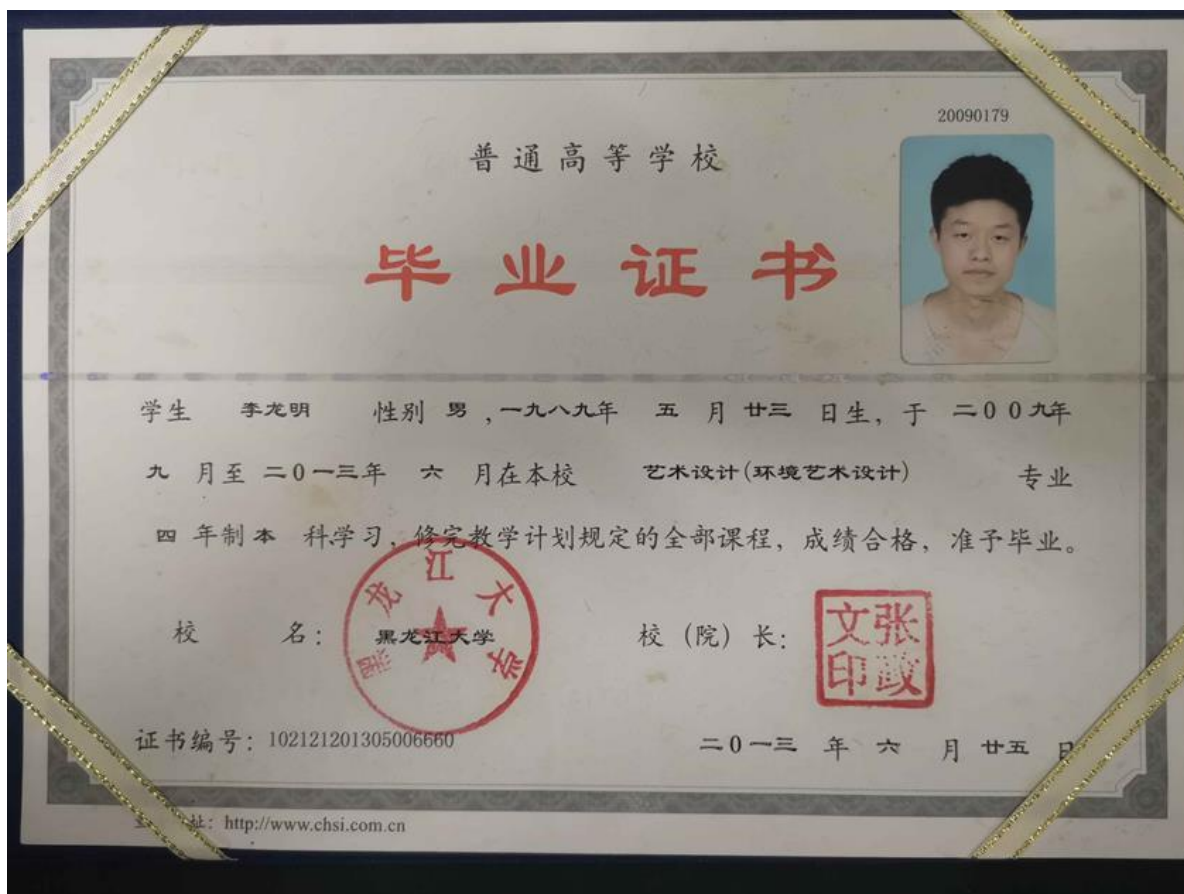 20090179
普通高等学校
毕业证书
学生 李龙明 性别 男 ,一九八九年 五 月 廿三 日生, 于 二00九年
九 月至 二0一三年 六 月在本校 艺术设计(环境艺术设计) 专业
四 年制 本 科学习, 修完教学计划规定的全部课程, 成绩合格, 准予毕业。
黑龙江大学
校 名: 黑龙江大学 校 (院) 长:
张政文印
证书编号: 102121201305006660 二0一三 年 六 月 廿五 日
址: http://www.chsi.com.cn